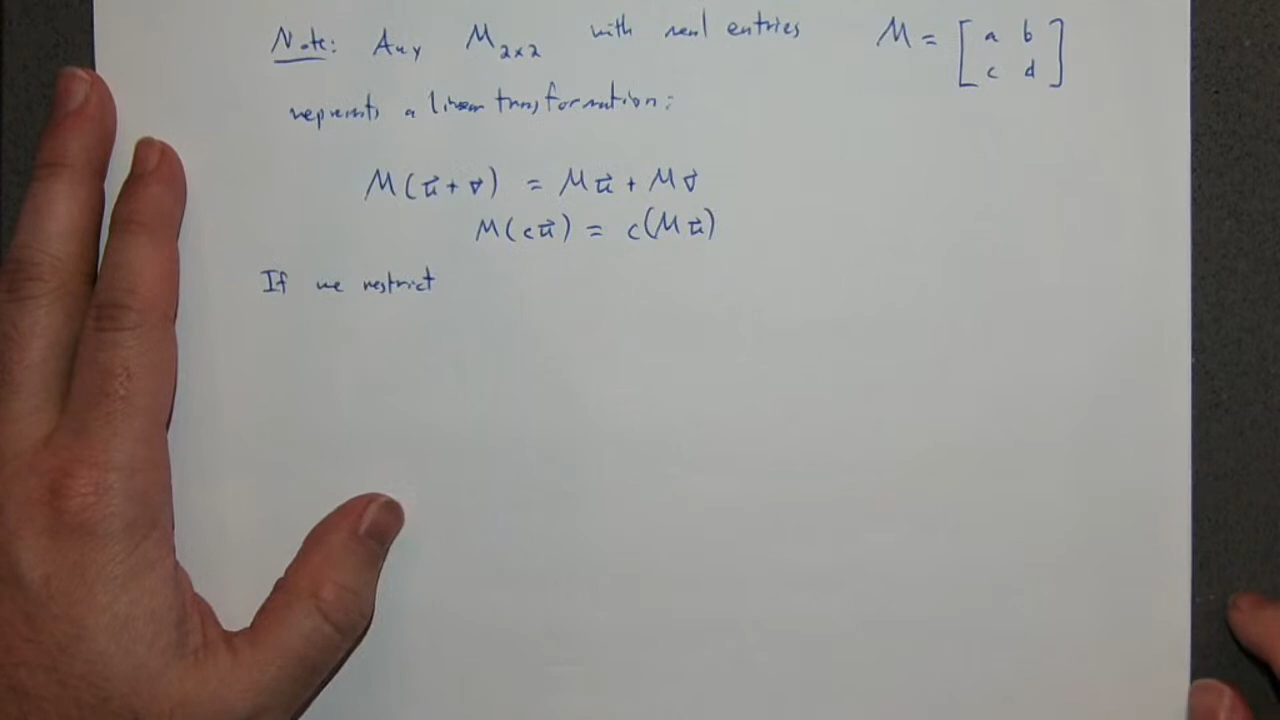 Note: Any M₂ₓ₂ with real entries M = [a b
c d]
represents a linear transformation:
M(u⃗ + v⃗) = Mu⃗ + Mv⃗
M(cu⃗) = c(Mu⃗)
If we restrict